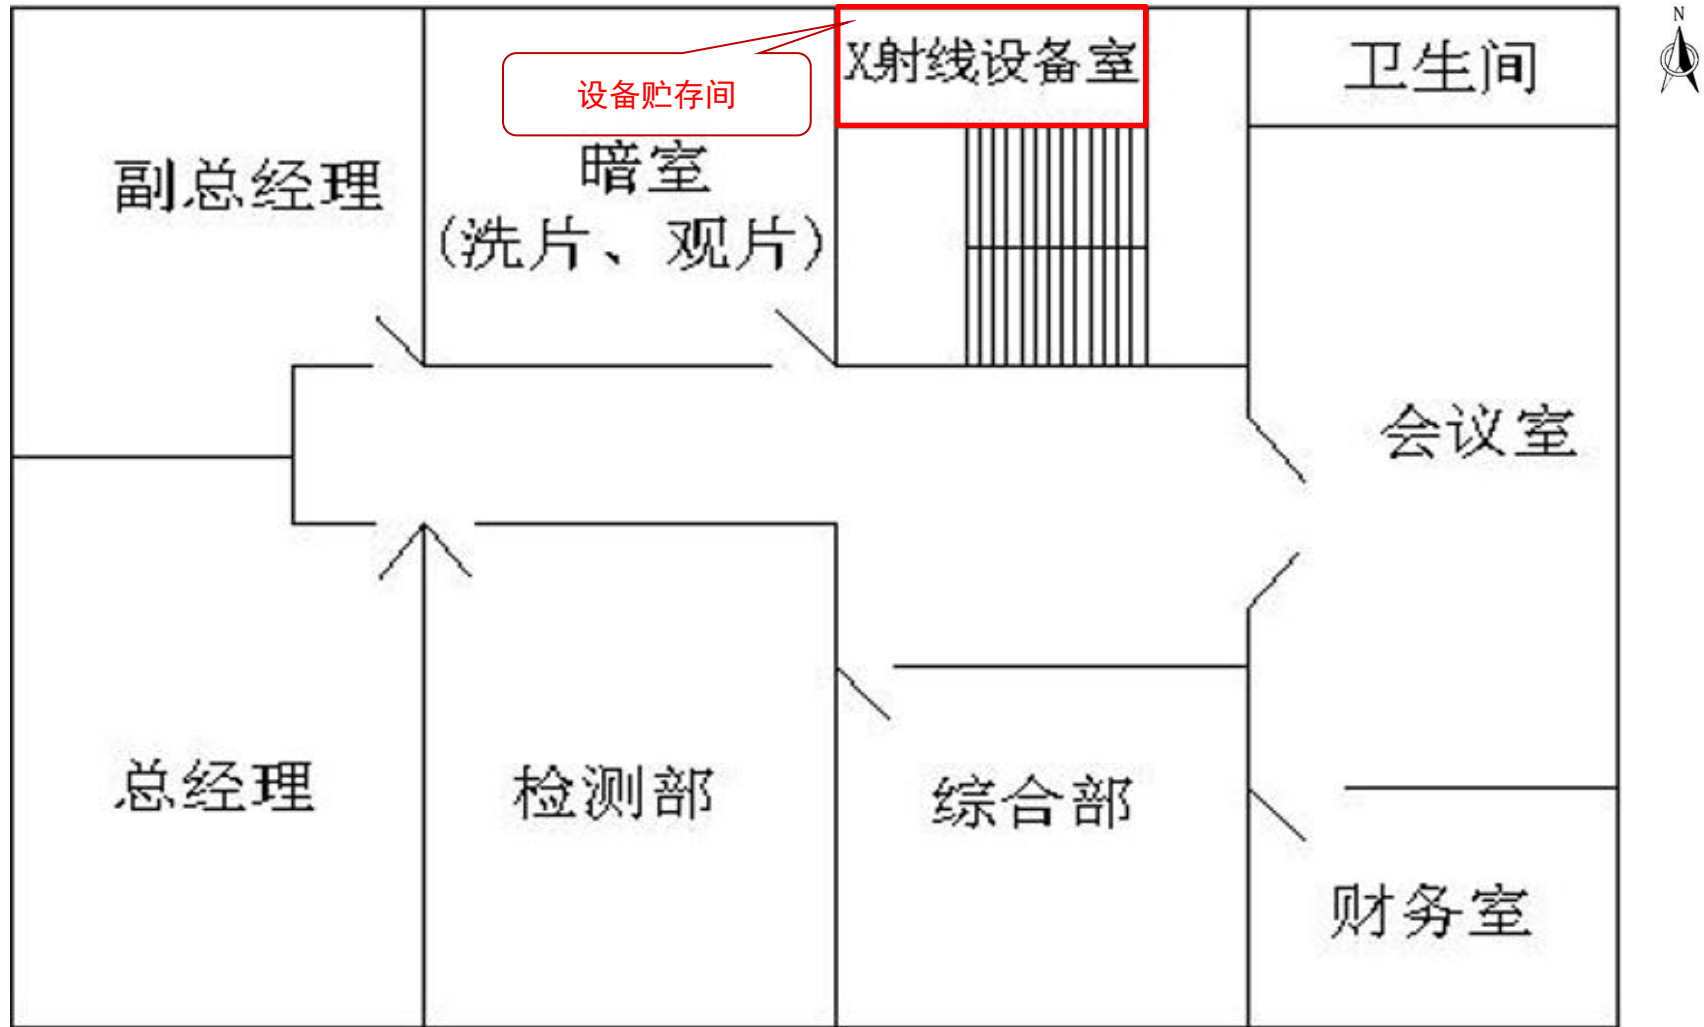 N
X射线设备室
卫生间
设备贮存间
副总经理
暗室
(洗片、观片)
会议室
总经理
检测部
综合部
财务室